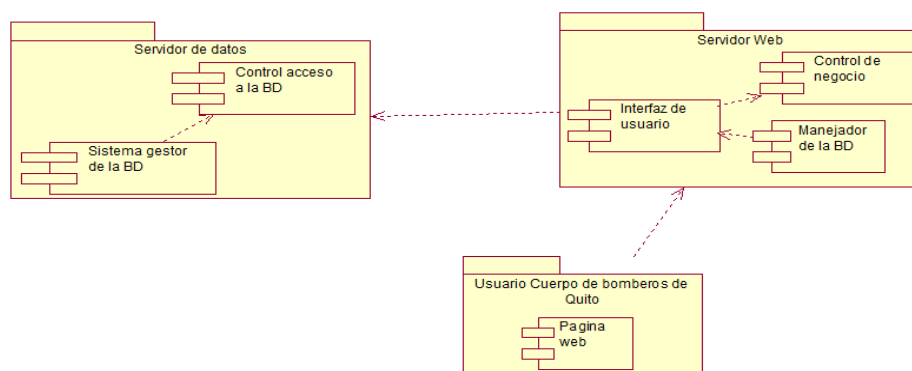 Servidor de datos
Control acceso
a la BD
Sistema gestor
de la BD
Servidor Web
Control de
negocio
Interfaz de
usuario
Manejador
de la BD
Usuario Cuerpo de bomberos de
Quito
Pagina
web